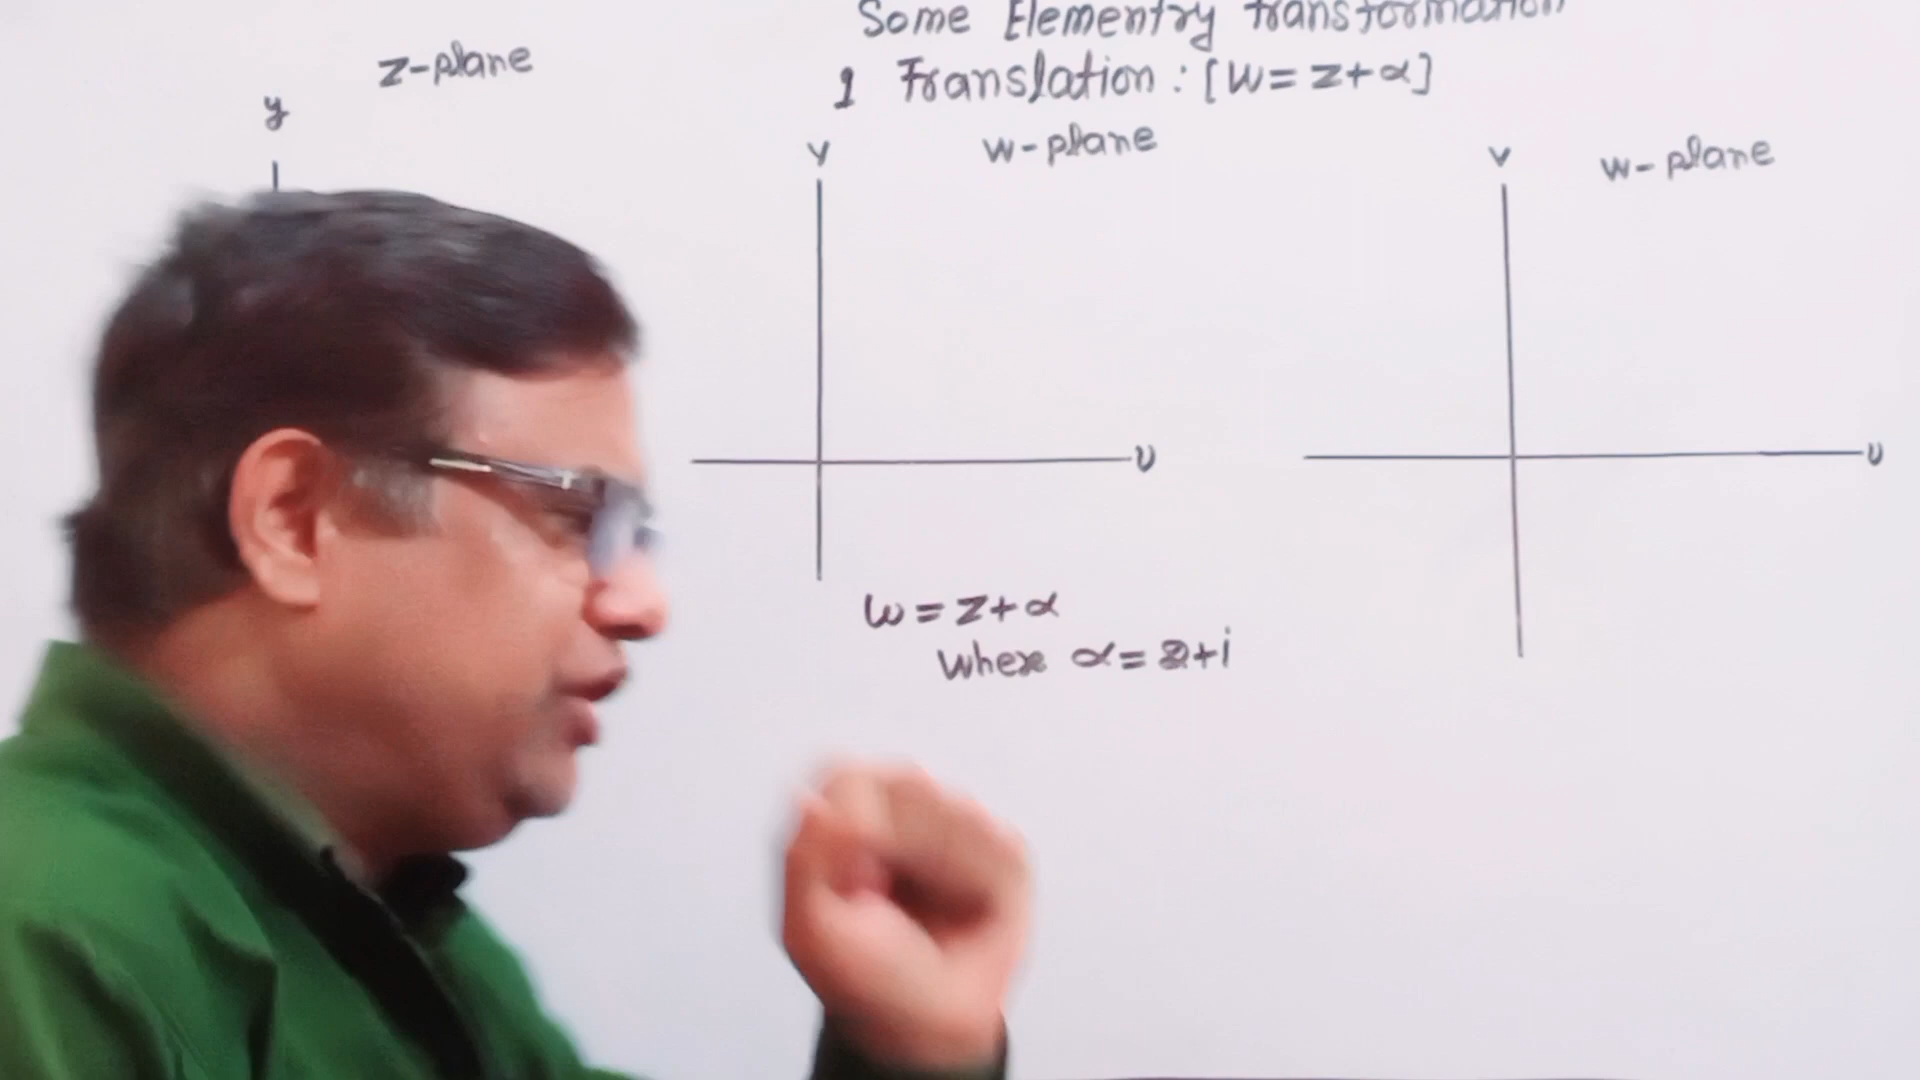 Some Elementry transformation
1 Translation : [W = z + α]
z-plane
y
v
w-plane
v
w-plane
υ
υ
w = z + α
where α = 2 + i